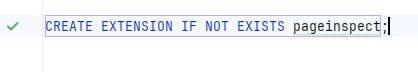 CREATE EXTENSION IF NOT EXISTS pageinspect;